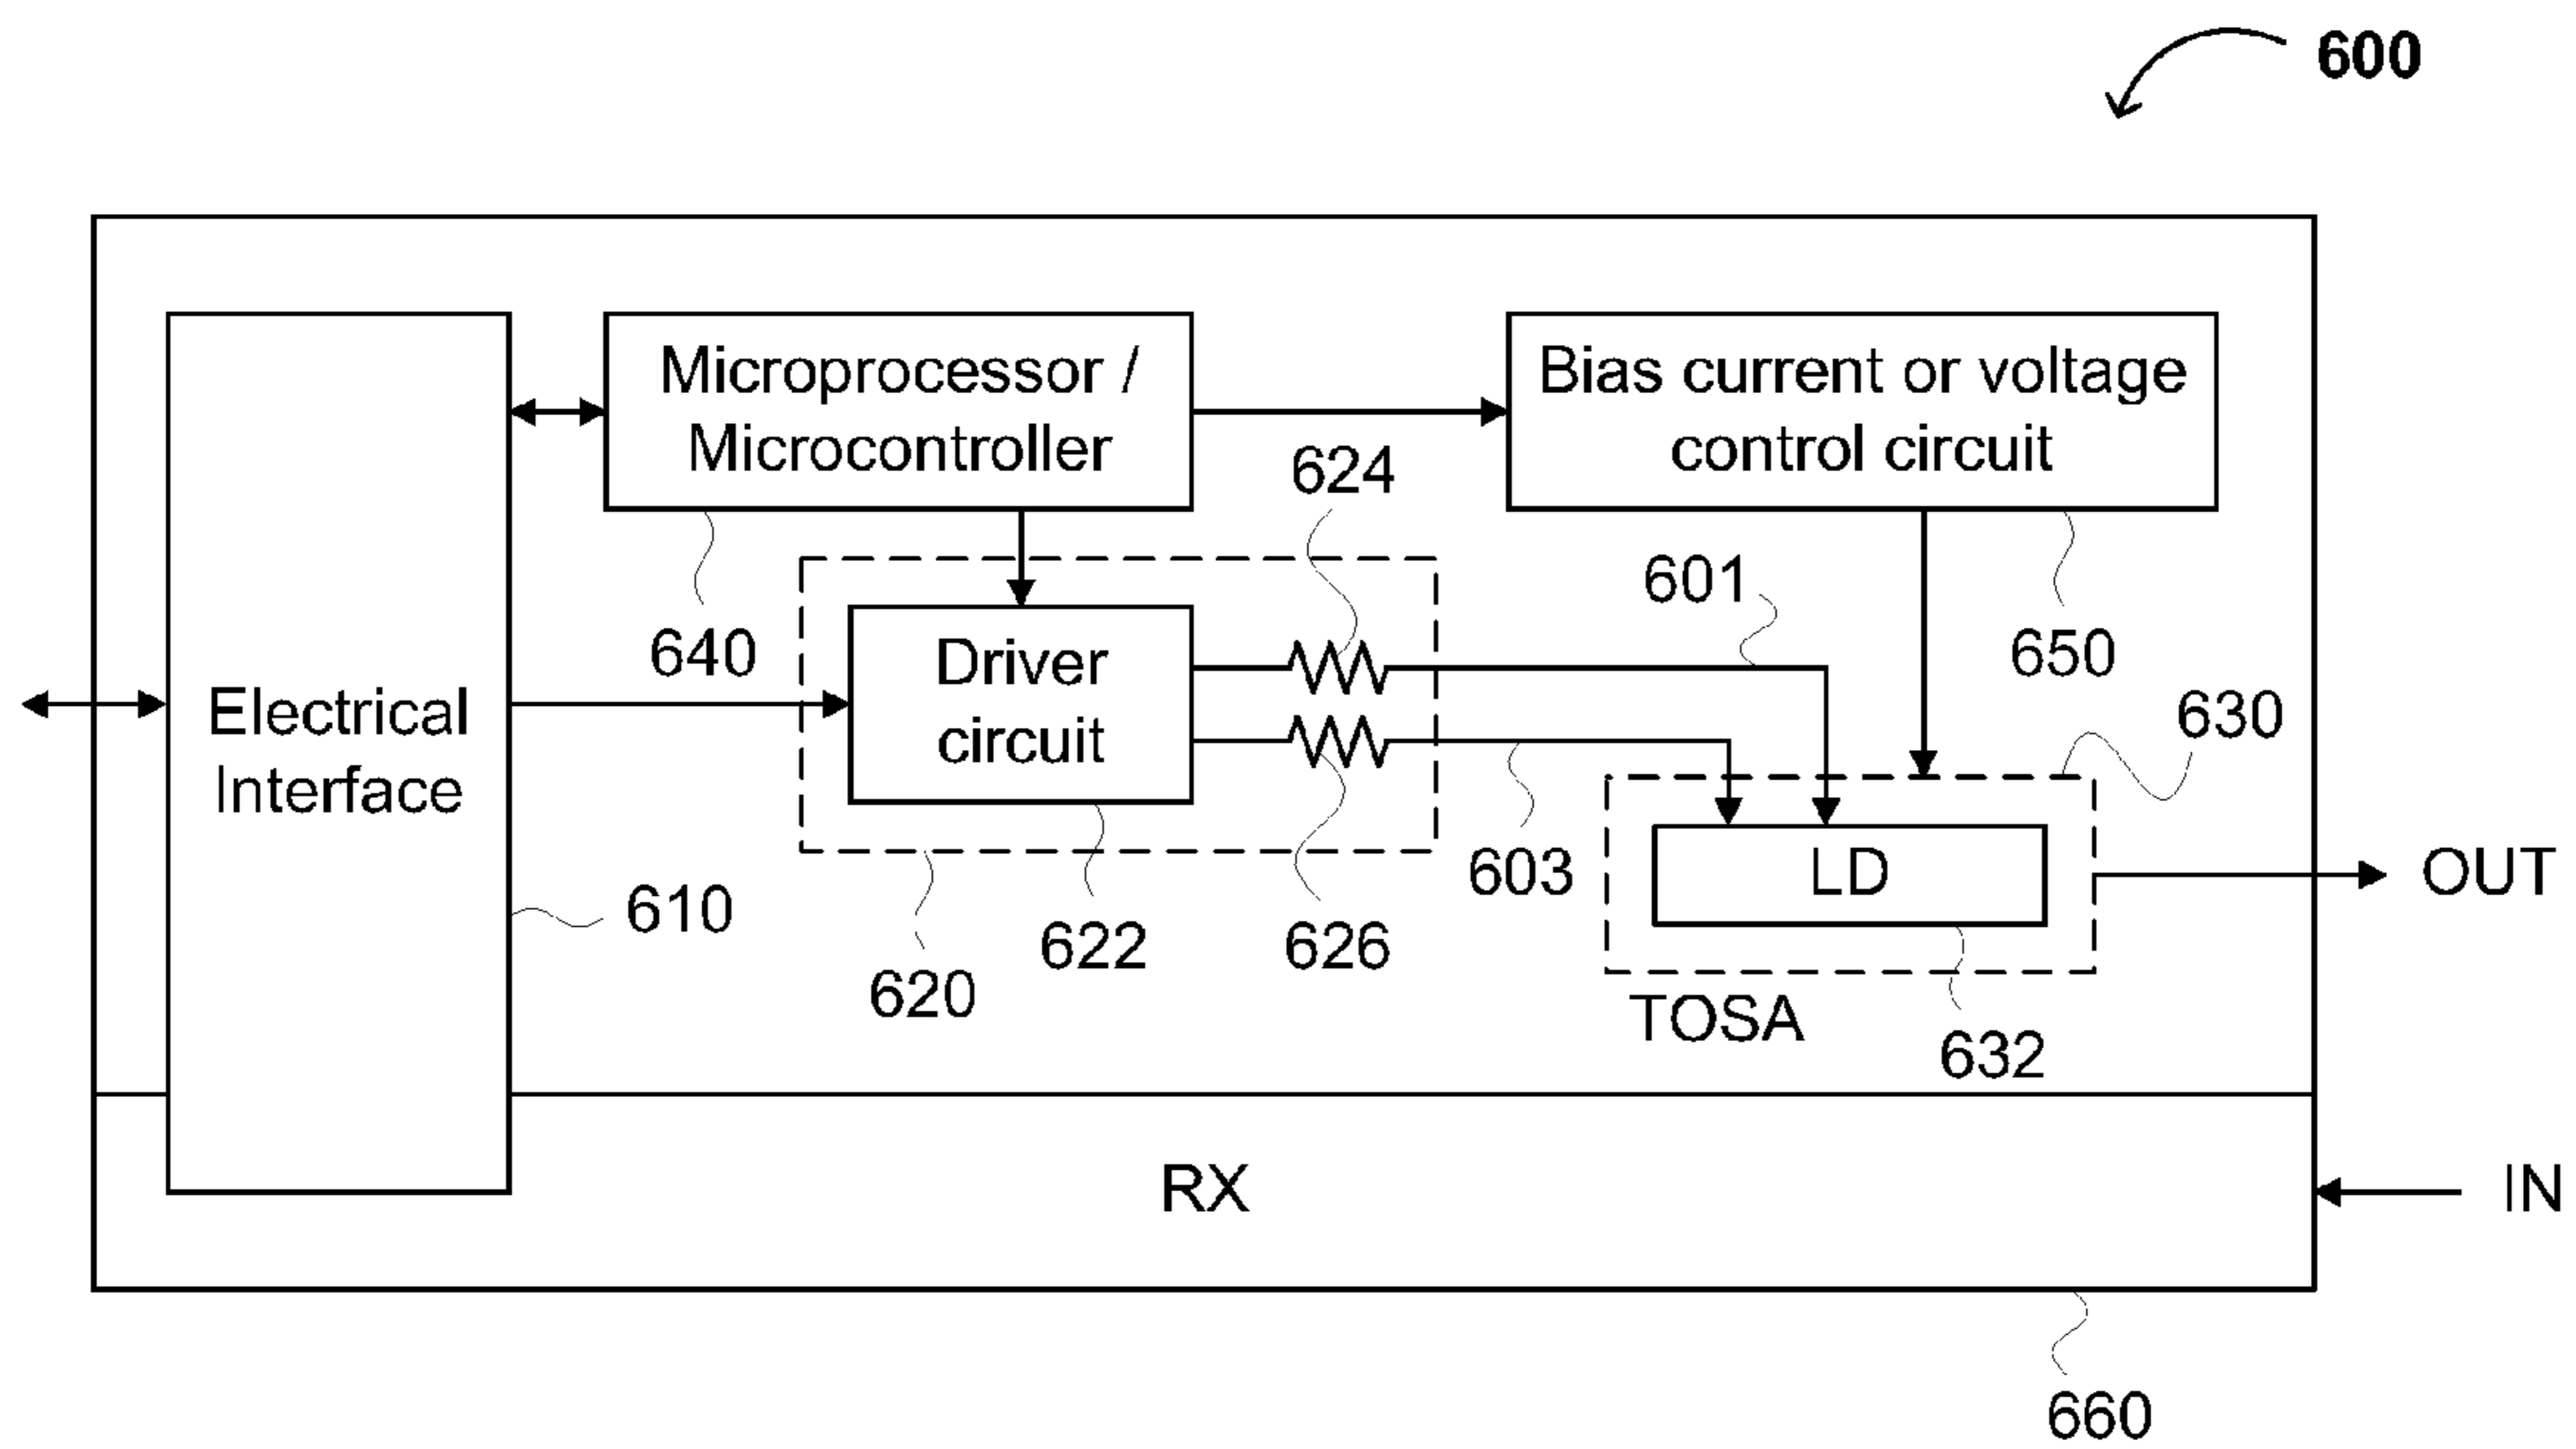 600
Microprocessor /
Microcontroller
Bias current or voltage
control circuit
624
601
640
650
Driver
circuit
630
Electrical
Interface
603
LD
OUT
610
622
626
620
TOSA
632
RX
IN
660